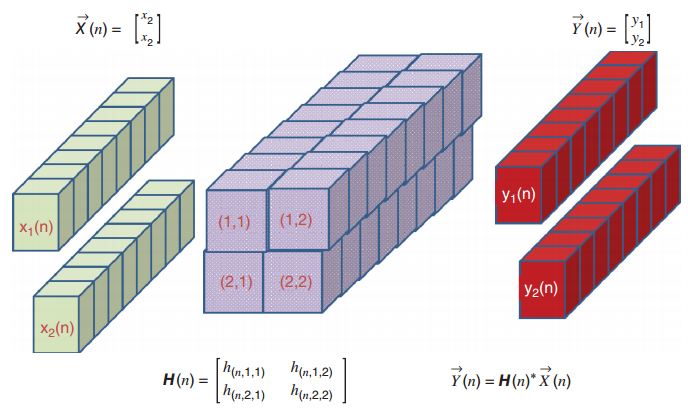 X⃗ (n) = [x₂ x₂]
Y⃗ (n) = [y₁ y₂]
x₁(n)
x₂(n)
(1,1) (1,2)
(2,1) (2,2)
y₁(n)
y₂(n)
H(n) = [h(n,1,1) h(n,1,2)
h(n,2,1) h(n,2,2)]
Y⃗ (n) = H(n)* X⃗ (n)